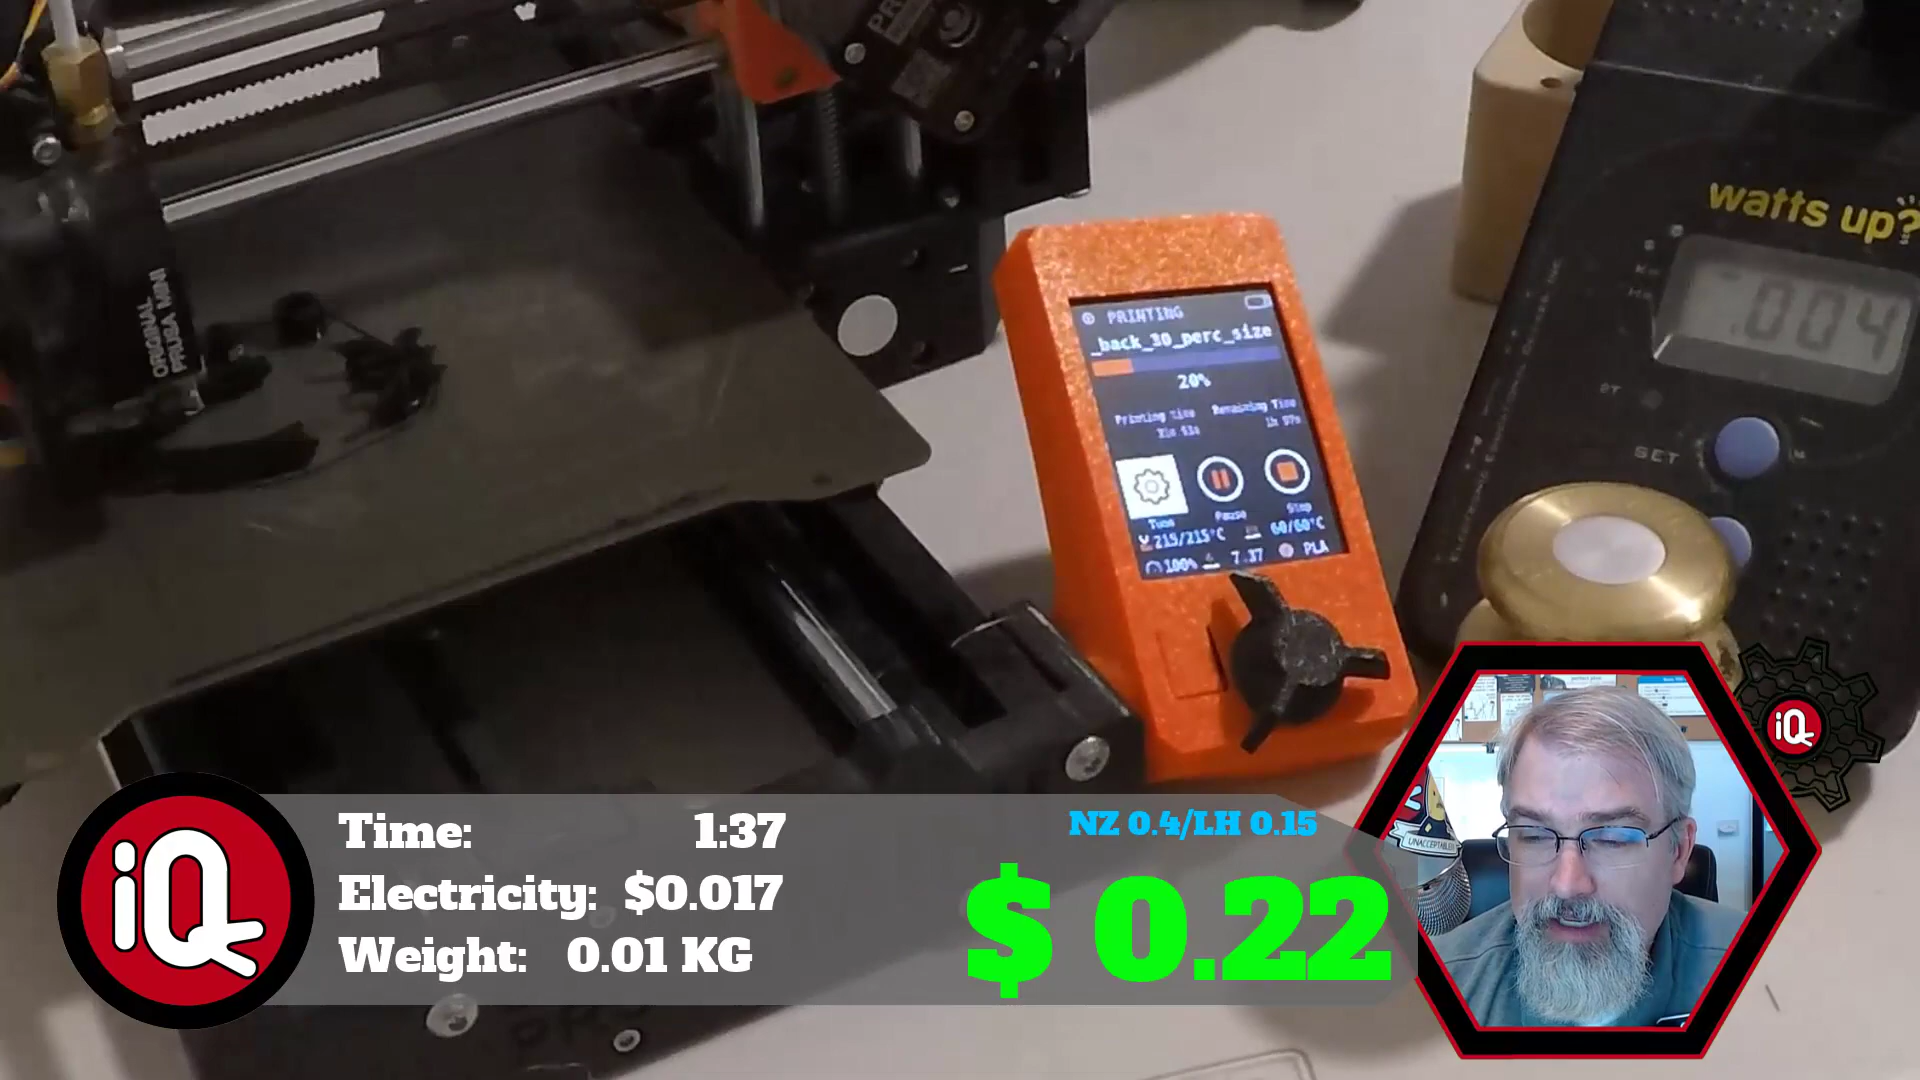 ORIGINAL
PRUSA MINI
PRINTING
_back_30_perc_size
20%
Printing time
Remaining Time
Tune
Pause
Stop
215/215°C
60/60°C
100%
7.37
PLA
watts up?
.004
SET
iQ
UNACCEPTABLE
iQ
Time: 1:37
Electricity: $0.017
Weight: 0.01 KG
NZ 0.4/LH 0.15
$ 0.22